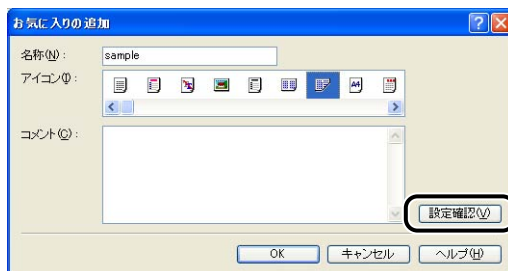 お気に入りの追加
名称(N): sample
アイコン(I):
A4
コメント(C):
設定確認(V)
OK キャンセル ヘルプ(H)